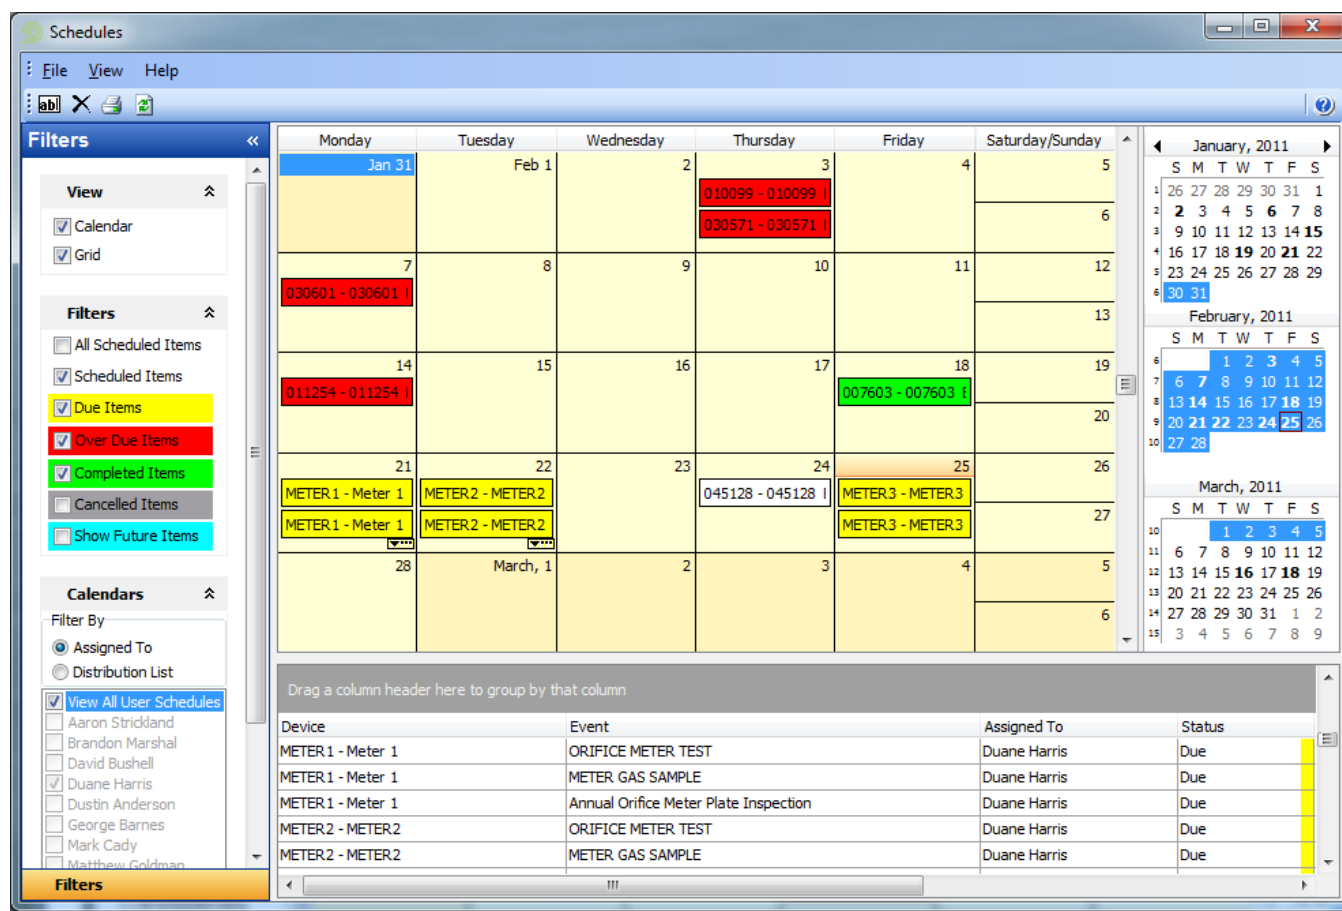 Schedules
File View Help
abl
Filters «
View
Calendar
Grid
Filters
All Scheduled Items
Scheduled Items
Due Items
Over Due Items
Completed Items
Cancelled Items
Show Future Items
Calendars
Filter By
Assigned To
Distribution List
View All User Schedules
Aaron Strickland
Brandon Marshal
David Bushell
Duane Harris
Dustin Anderson
George Barnes
Mark Cady
Matthew Goldman
Filters
Monday Tuesday Wednesday Thursday Friday Saturday/Sunday
Jan 31 Feb 1 2 3 4 5
010099 - 010099
030571 - 030571
6
7 8 9 10 11 12
030601 - 030601
13
14 15 16 17 18 19
011254 - 011254 007603 - 007603
20
21 22 23 24 25 26
METER1 - Meter 1 METER2 - METER2 045128 - 045128 METER3 - METER3
METER1 - Meter 1 METER2 - METER2 METER3 - METER3
27
28 March, 1 2 3 4 5
6
January, 2011
S M T W T F S
1 26 27 28 29 30 31 1
2 2 3 4 5 6 7 8
3 9 10 11 12 13 14 15
4 16 17 18 19 20 21 22
5 23 24 25 26 27 28 29
6 30 31
February, 2011
S M T W T F S
6 1 2 3 4 5
7 6 7 8 9 10 11 12
8 13 14 15 16 17 18 19
9 20 21 22 23 24 25 26
10 27 28
March, 2011
S M T W T F S
10 1 2 3 4 5
11 6 7 8 9 10 11 12
12 13 14 15 16 17 18 19
13 20 21 22 23 24 25 26
14 27 28 29 30 31 1 2
15 3 4 5 6 7 8 9
Drag a column header here to group by that column
Device Event Assigned To Status
METER1 - Meter 1 ORIFICE METER TEST Duane Harris Due
METER1 - Meter 1 METER GAS SAMPLE Duane Harris Due
METER1 - Meter 1 Annual Orifice Meter Plate Inspection Duane Harris Due
METER2 - METER2 ORIFICE METER TEST Duane Harris Due
METER2 - METER2 METER GAS SAMPLE Duane Harris Due